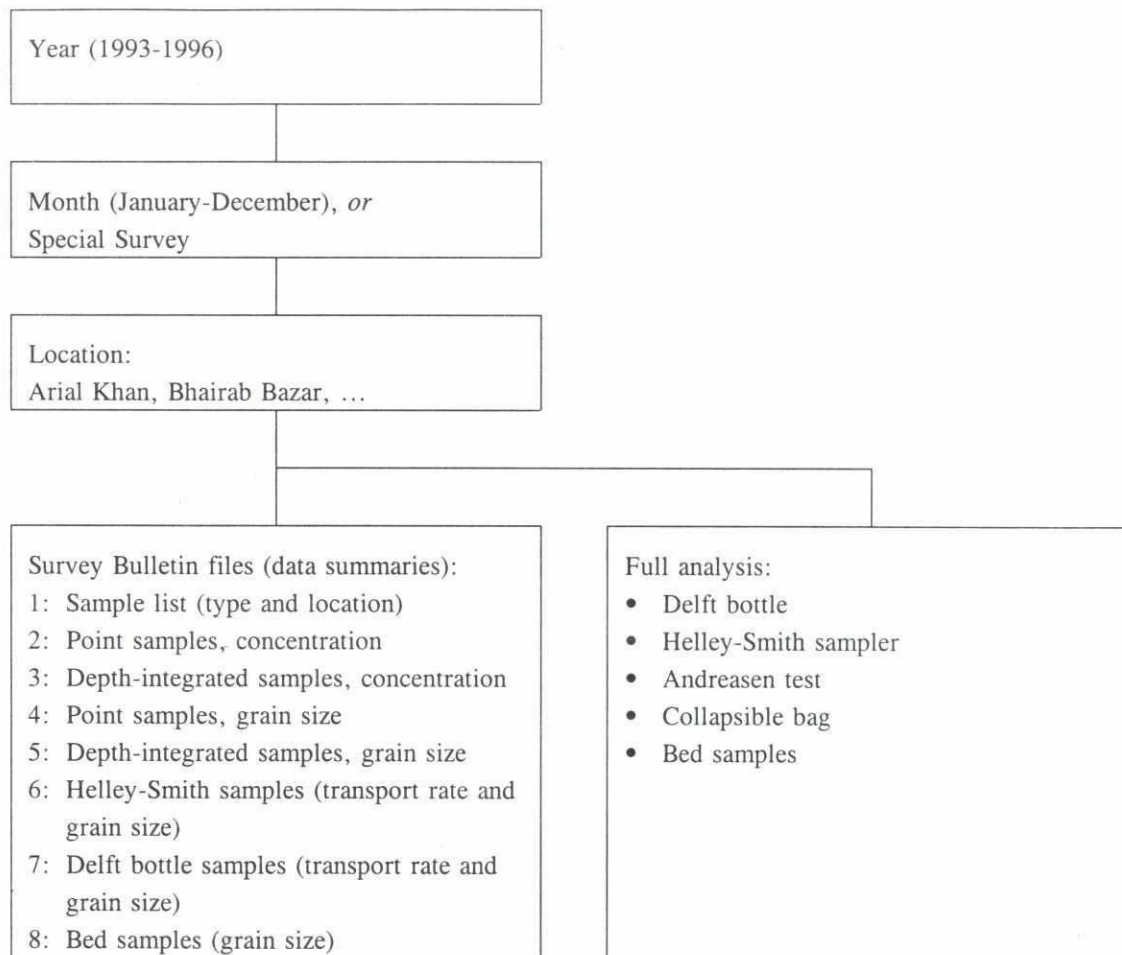 Year (1993-1996)
Month (January-December), or
Special Survey
Location:
Arial Khan, Bhairab Bazar, ...
Survey Bulletin files (data summaries):
1: Sample list (type and location)
2: Point samples, concentration
3: Depth-integrated samples, concentration
4: Point samples, grain size
5: Depth-integrated samples, grain size
6: Helley-Smith samples (transport rate and
grain size)
7: Delft bottle samples (transport rate and
grain size)
8: Bed samples (grain size)
Full analysis:
• Delft bottle
• Helley-Smith sampler
• Andreasen test
• Collapsible bag
• Bed samples